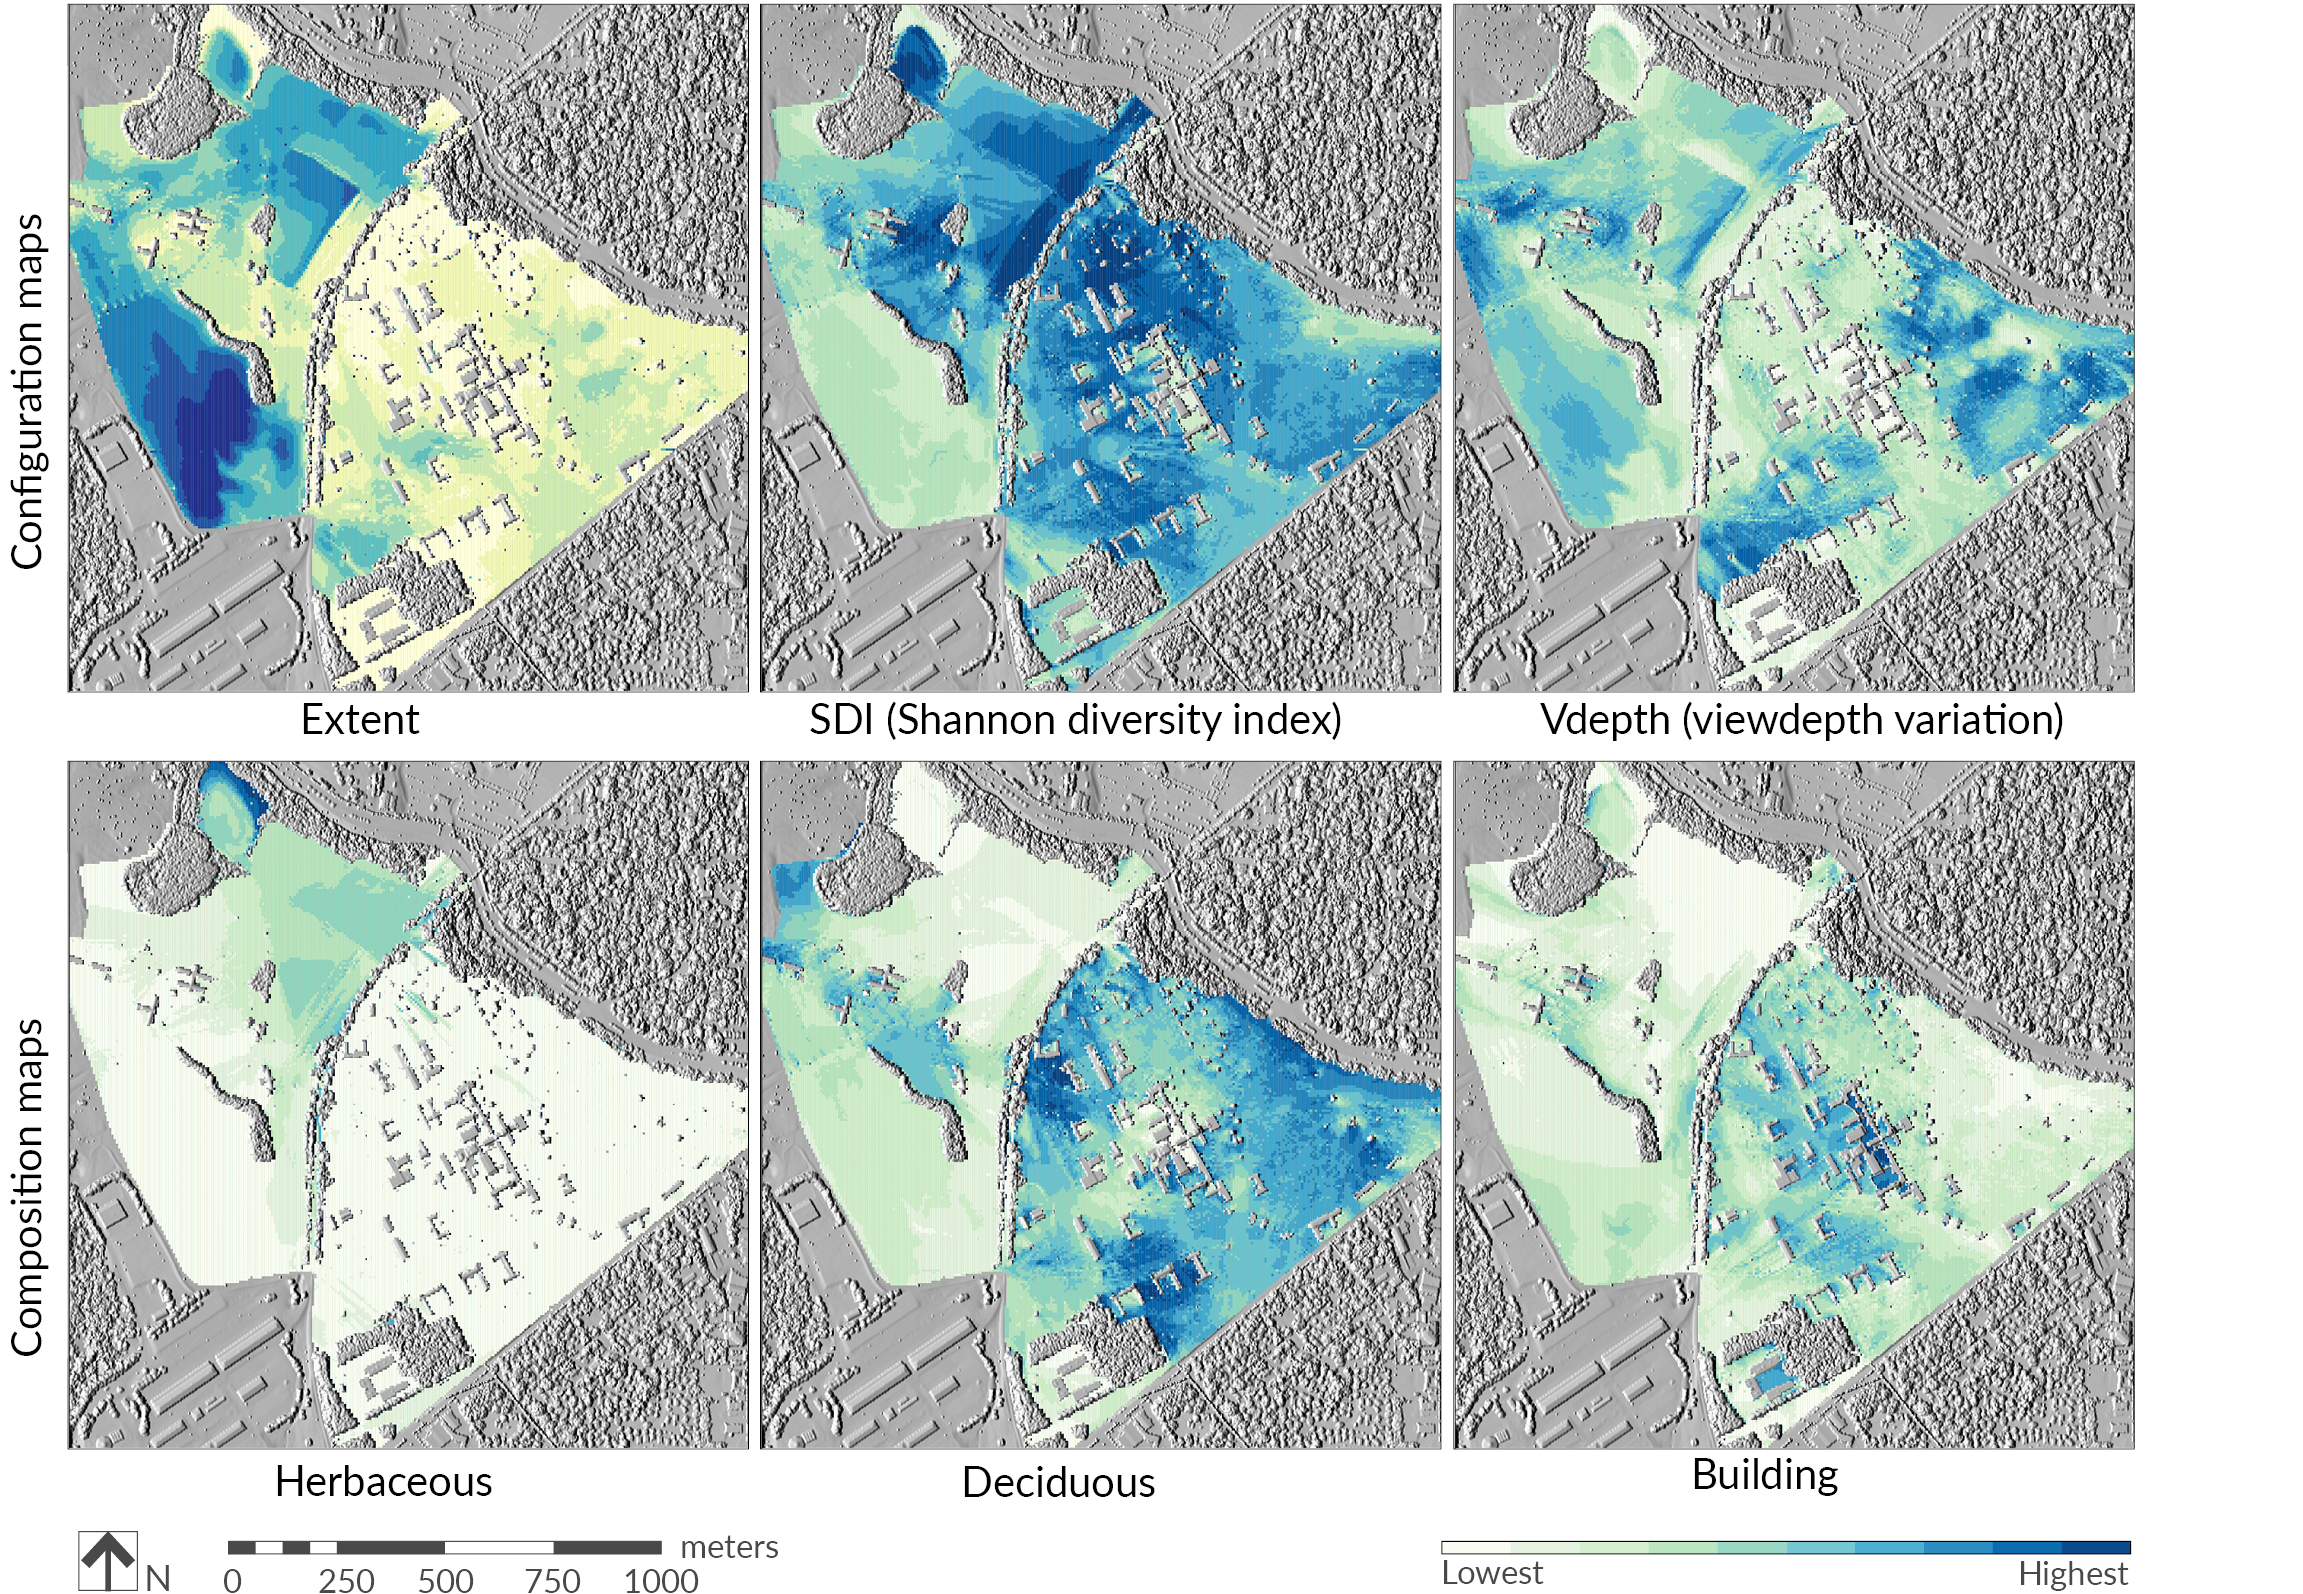 Configuration maps
Extent
SDI (Shannon diversity index)
Vdepth (viewdepth variation)
Composition maps
Herbaceous
Deciduous
Building
N
meters
0 250 500 750 1000
Lowest
Highest